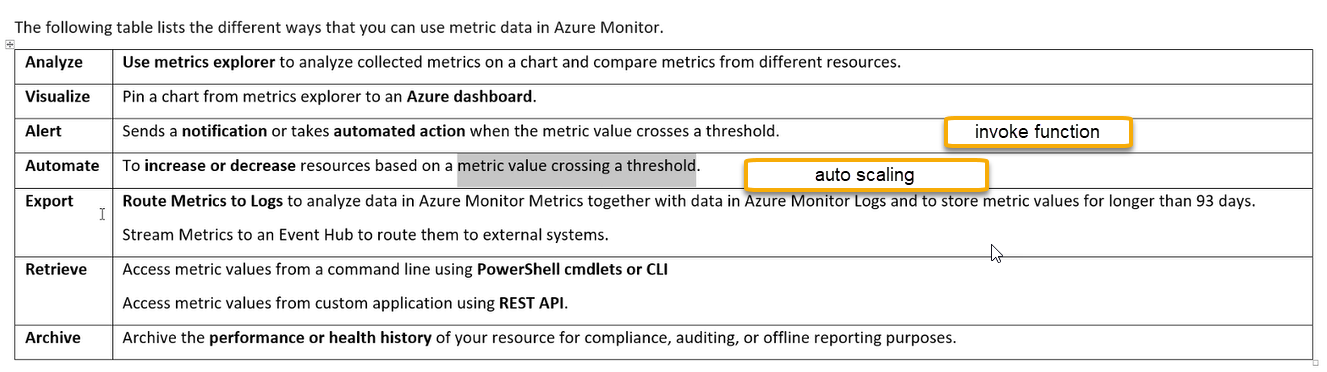 The following table lists the different ways that you can use metric data in Azure Monitor.
Analyze Use metrics explorer to analyze collected metrics on a chart and compare metrics from different resources.
Visualize Pin a chart from metrics explorer to an Azure dashboard.
Alert Sends a notification or takes automated action when the metric value crosses a threshold. invoke function
Automate To increase or decrease resources based on a metric value crossing a threshold. auto scaling
Export Route Metrics to Logs to analyze data in Azure Monitor Metrics together with data in Azure Monitor Logs and to store metric values for longer than 93 days.
Stream Metrics to an Event Hub to route them to external systems.
Retrieve Access metric values from a command line using PowerShell cmdlets or CLI
Access metric values from custom application using REST API.
Archive Archive the performance or health history of your resource for compliance, auditing, or offline reporting purposes.